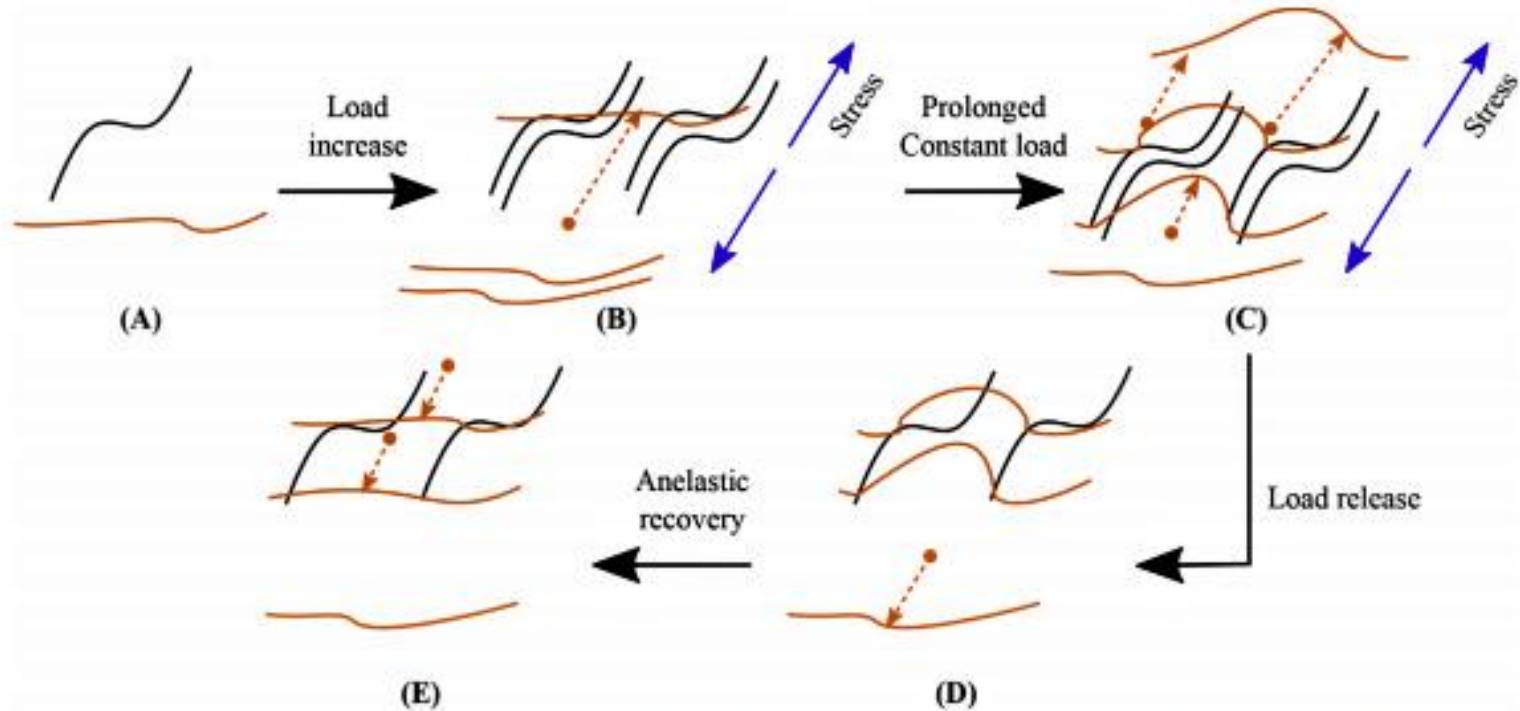 Load
increase
Stress
Prolonged
Constant load
Stress
(A)
(B)
(C)
Anelastic
recovery
Load release
(E)
(D)